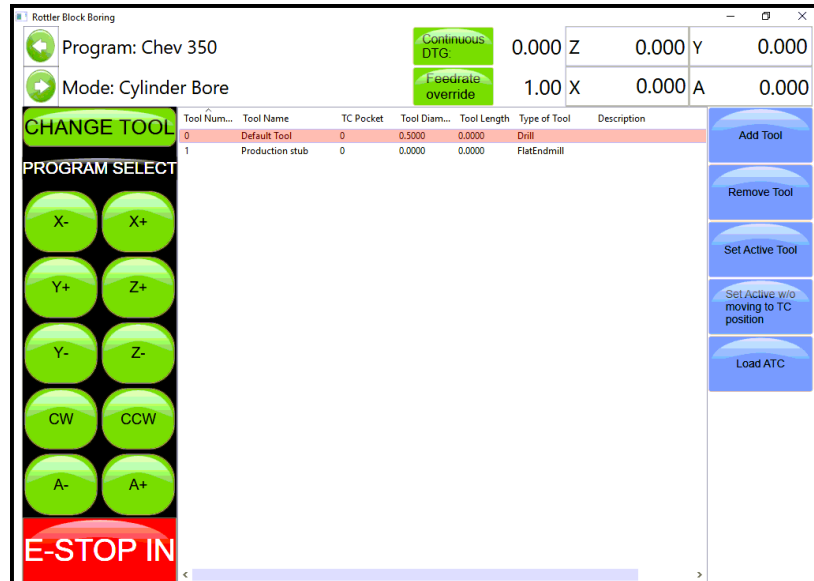 Rottler Block Boring
Program: Chev 350
Continuous DTG:
0.000 Z 0.000 Y 0.000
Mode: Cylinder Bore
Feedrate override
1.00 X 0.000 A 0.000
CHANGE TOOL
PROGRAM SELECT
X- X+
Y+ Z+
Y- Z-
CW CCW
A- A+
E-STOP IN
Tool Num... Tool Name TC Pocket Tool Diam... Tool Length Type of Tool Description
0 Default Tool 0 0.5000 0.0000 Drill
1 Production stub 0 0.0000 0.0000 FlatEndmill
Add Tool
Remove Tool
Set Active Tool
Set Active w/o
moving to TC
position
Load ATC